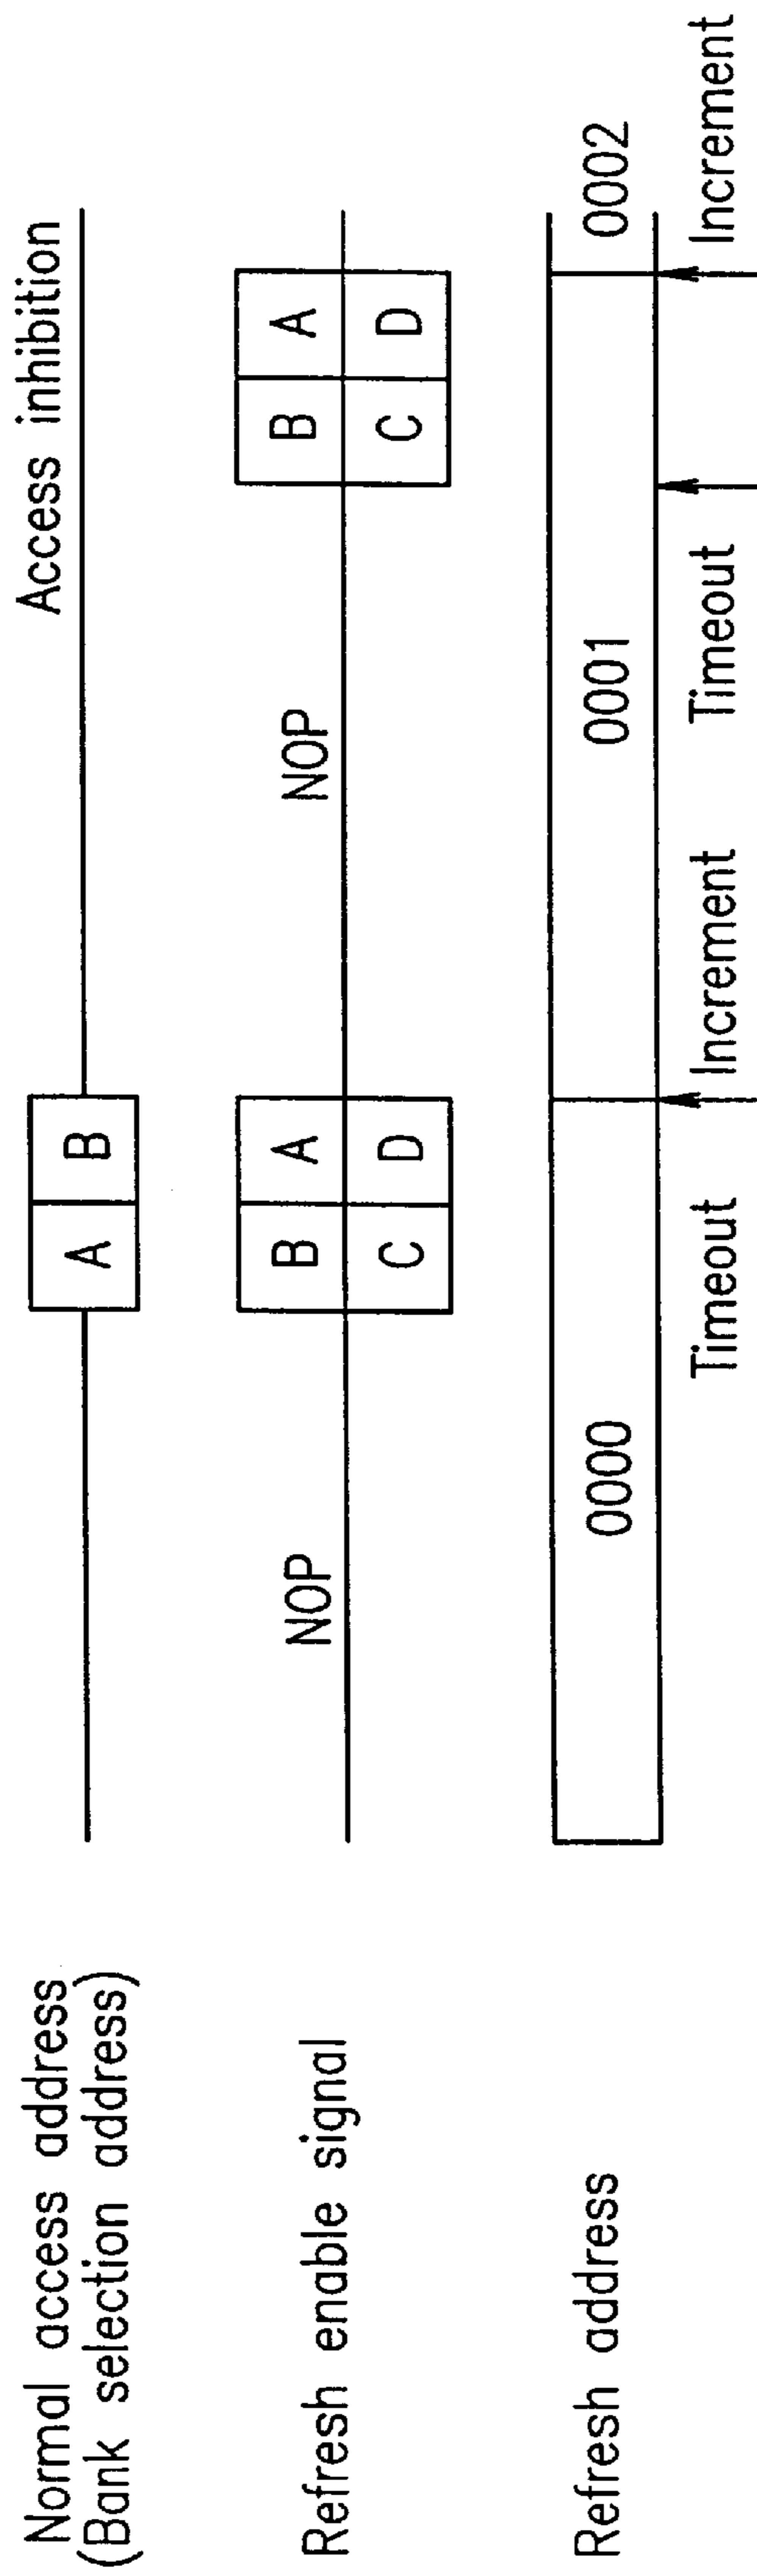 Normal access address
(Bank selection address)
A B
Access inhibition
Refresh enable signal
NOP
B A
C D
NOP
B A
C D
Refresh address
0000
0001
0002
Timeout
Increment
Timeout
Increment